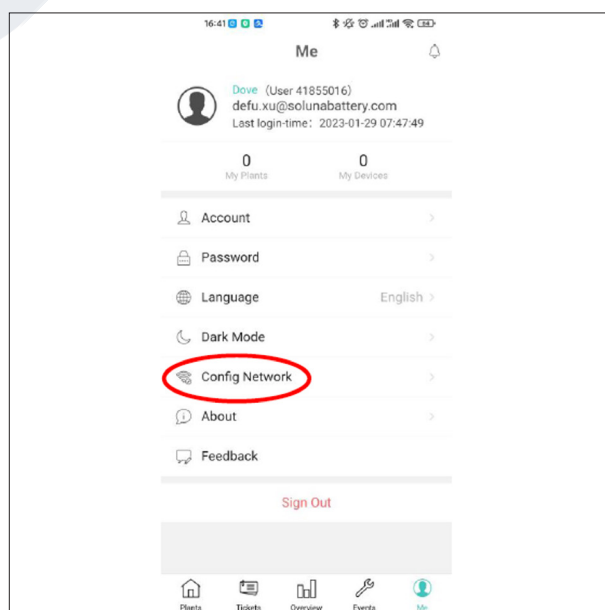 16:41
Me
Dove (User 41855016)
defu.xu@solunabattery.com
Last login-time: 2023-01-29 07:47:49
0 0
My Plants My Devices
Account
Password
Language English
Dark Mode
Config Network
About
Feedback
Sign Out
Plants Tickets Overview Events Me